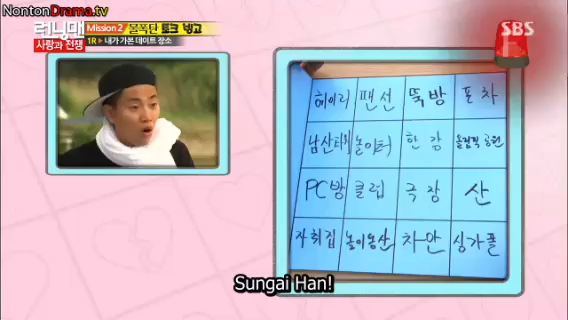 NontonDrama.tv
런닝맨
사랑과 전쟁
Mission 2 물폭탄 토크 빙고
1R ▶ 내가 가본 데이트 장소
SBS
헤이리 팬션 뚝방 포차
남산타워 놀이터 한강 올림픽 공원
PC방 클럽 극장 산
자취집 놀이동산 차안 싱가폴
Sungai Han!